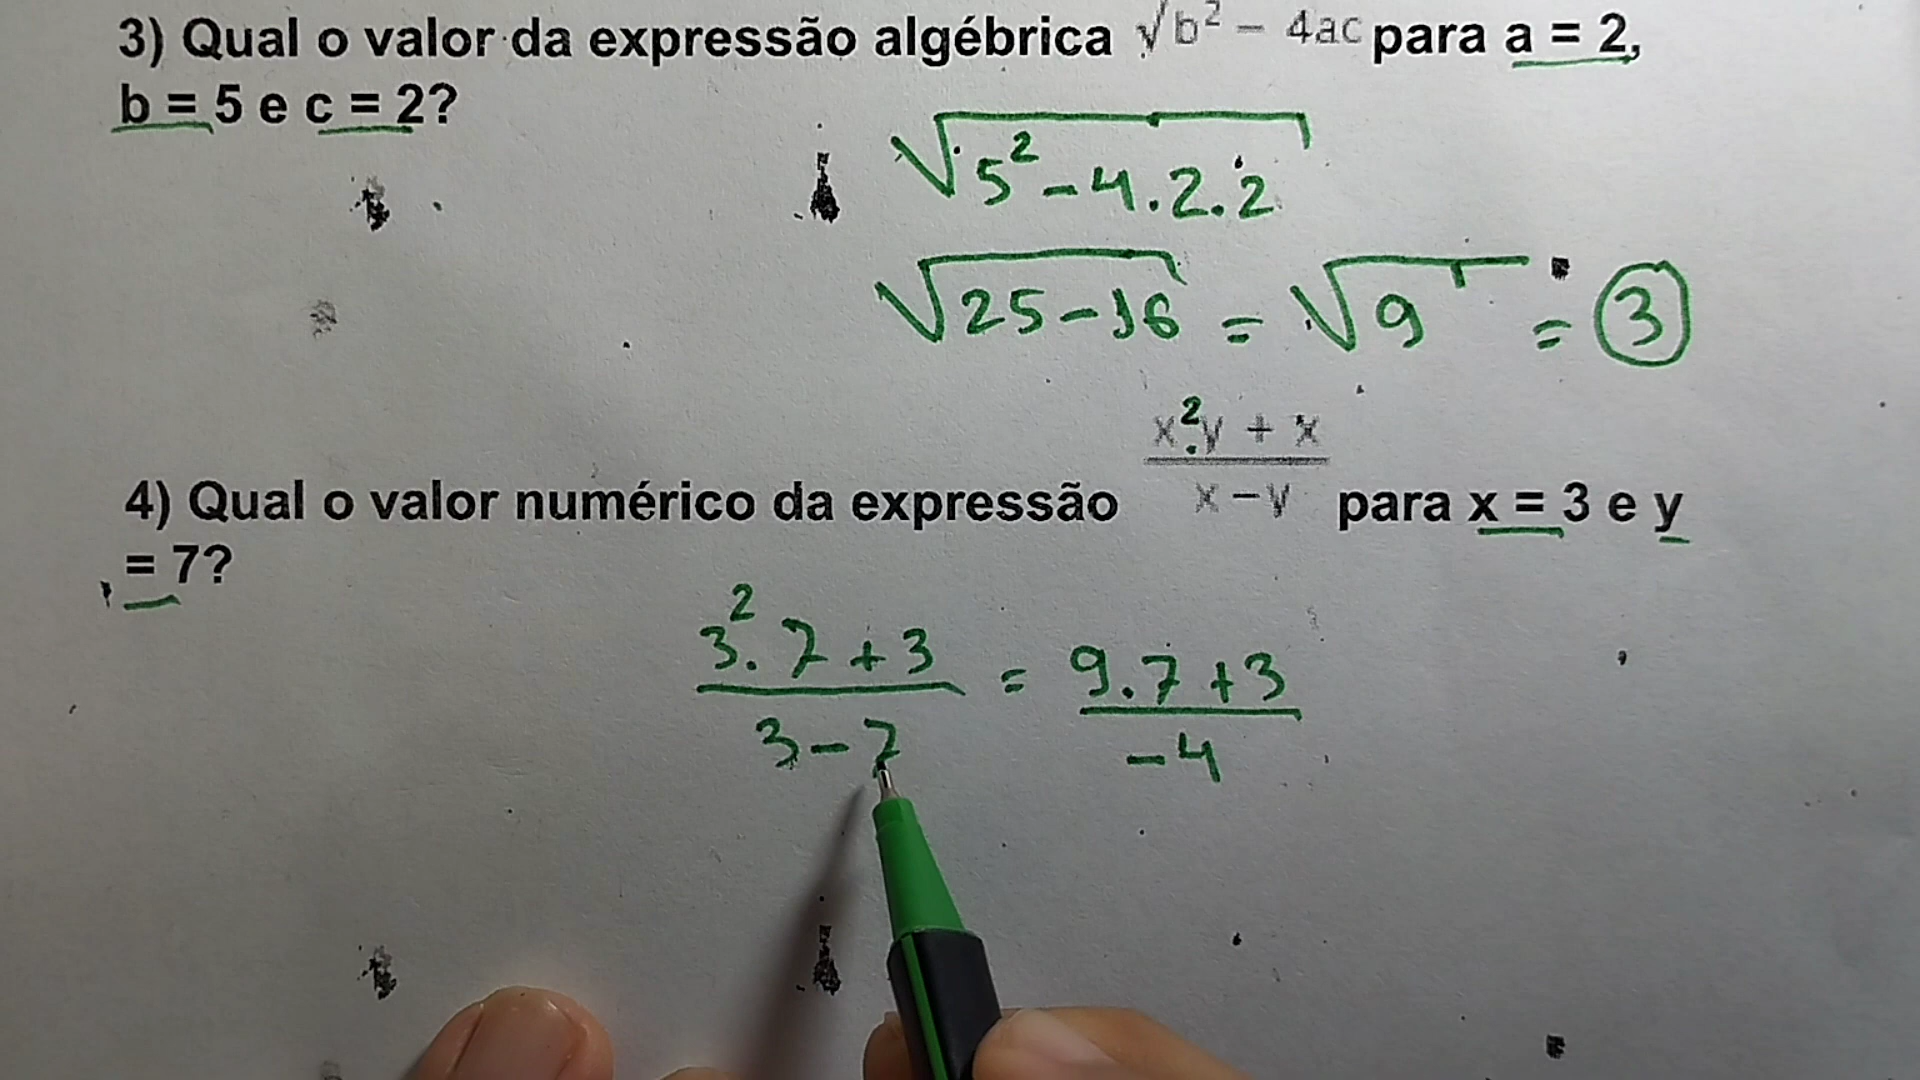 3) Qual o valor da expressão algébrica √b² - 4ac para a = 2,
b = 5 e c = 2?
√5² - 4.2.2
√25-16 = √9 = 3
4) Qual o valor numérico da expressão x²y + x / x - y para x = 3 e y
= 7?
3².7+3 / 3-7 = 9.7+3 / -4